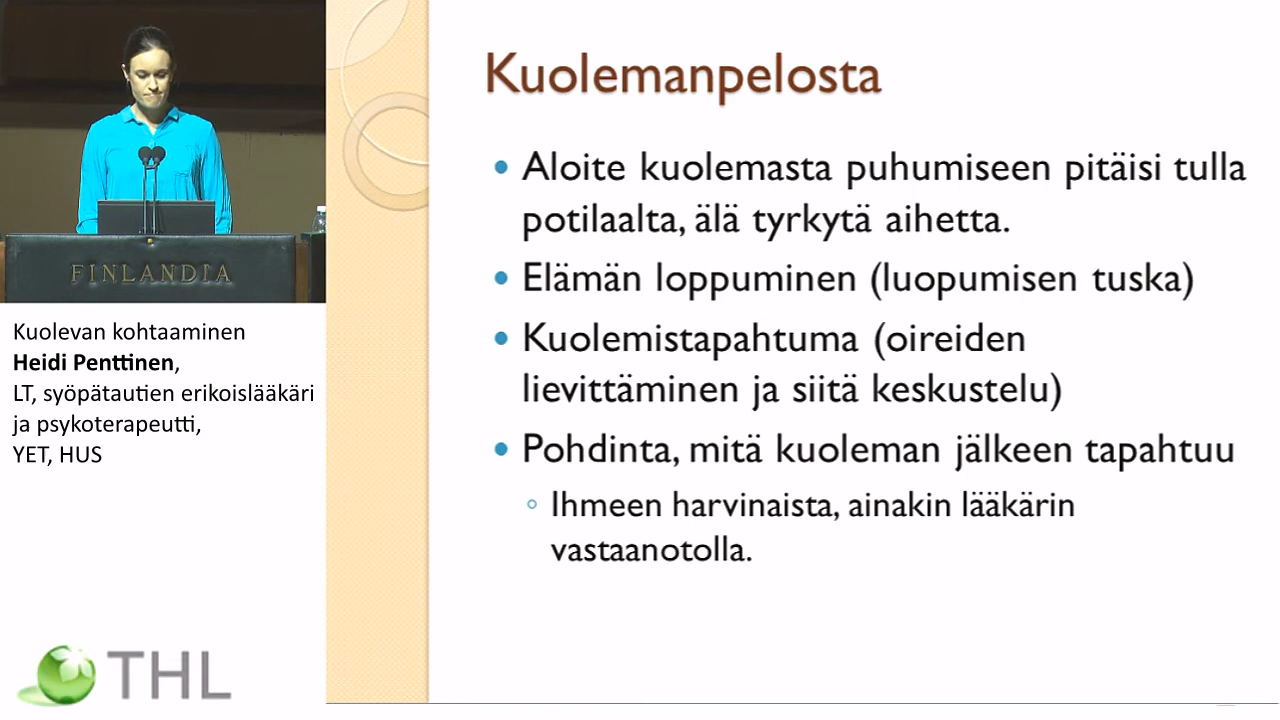 FINLANDIA
Kuolevan kohtaaminen
Heidi Penttinen,
LT, syöpätautien erikoislääkäri
ja psykoterapeutti,
YET, HUS
THL
Kuolemanpelosta
Aloite kuolemasta puhumiseen pitäisi tulla
potilaalta, älä tyrkytä aihetta.
Elämän loppuminen (luopumisen tuska)
Kuolemistapahtuma (oireiden
lievittäminen ja siitä keskustelu)
Pohdinta, mitä kuoleman jälkeen tapahtuu
Ihmeen harvinaista, ainakin lääkärin
vastaanotolla.